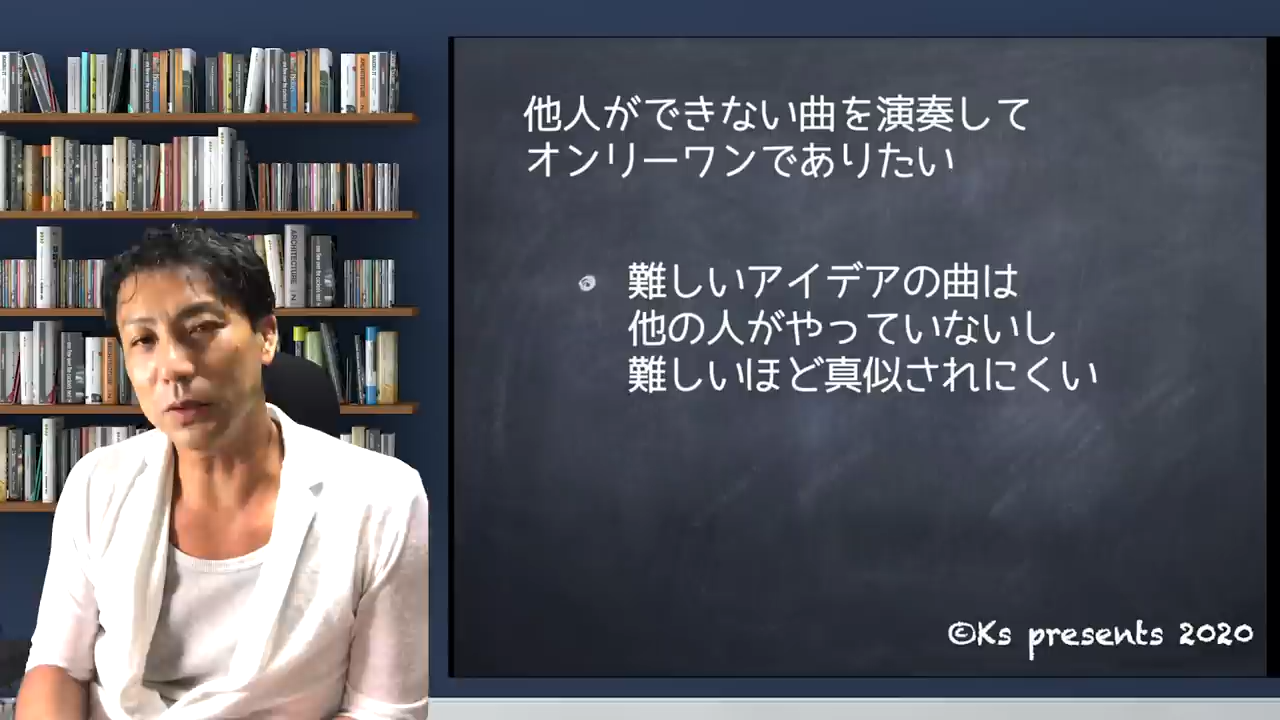 他人ができない曲を演奏して
オンリーワンでありたい
難しいアイデアの曲は
他の人がやっていないし
難しいほど真似されにくい
©Ks presents 2020
ARCHITECTURE